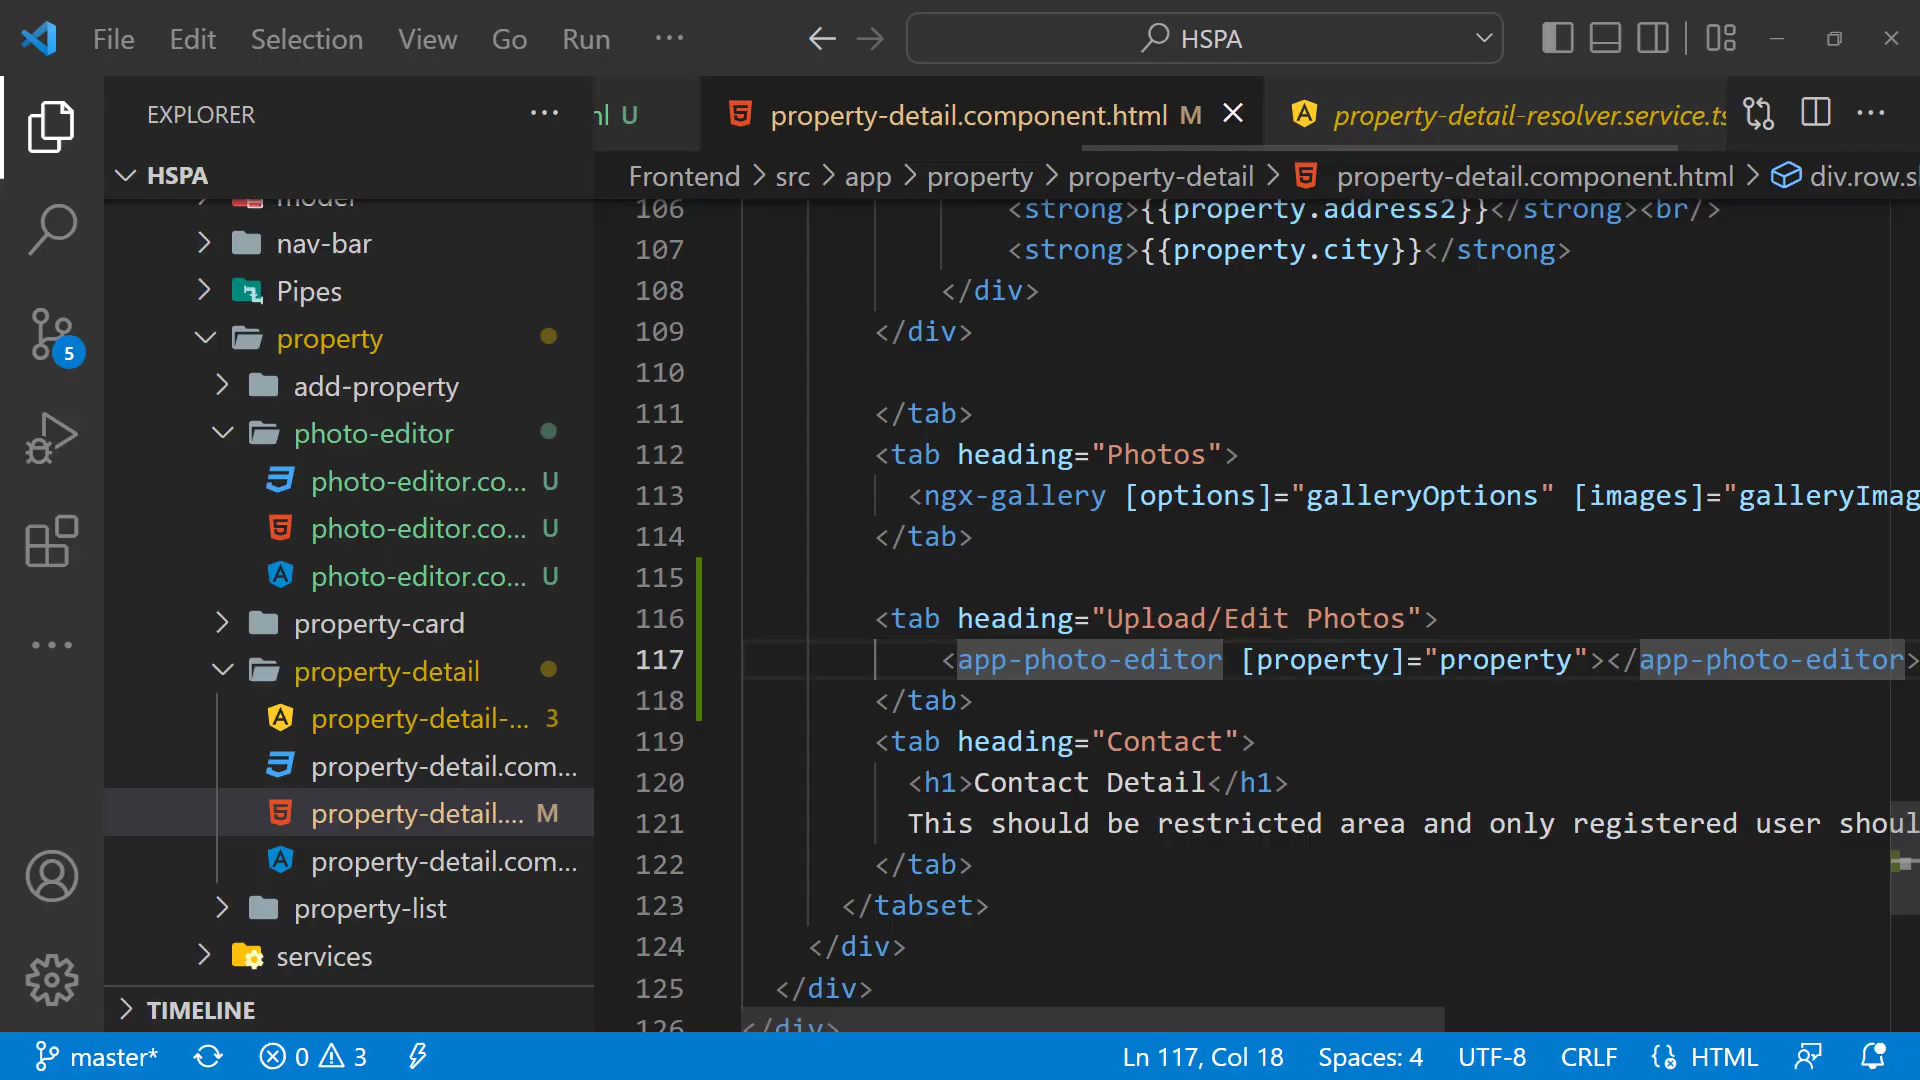 File Edit Selection View Go Run ··· HSPA
EXPLORER ···
HSPA
model
nav-bar
Pipes
property
add-property
photo-editor
photo-editor.co... U
photo-editor.co... U
photo-editor.co... U
property-card
property-detail
property-detail-... 3
property-detail.com...
property-detail.... M
property-detail.com...
property-list
services
TIMELINE
5
U
property-detail.component.html M
property-detail-resolver.service.ts
Frontend > src > app > property > property-detail > property-detail.component.html > div.row.s
106 <strong>{{property.address2}}</strong><br/>
107 <strong>{{property.city}}</strong>
108 </div>
109 </div>
110
111 </tab>
112 <tab heading="Photos">
113 <ngx-gallery [options]="galleryOptions" [images]="galleryImag
114 </tab>
115
116 <tab heading="Upload/Edit Photos">
117 <app-photo-editor [property]="property"></app-photo-editor>
118 </tab>
119 <tab heading="Contact">
120 <h1>Contact Detail</h1>
121 This should be restricted area and only registered user shoul
122 </tab>
123 </tabset>
124 </div>
125 </div>
126 </div>
master* 0 3 Ln 117, Col 18 Spaces: 4 UTF-8 CRLF HTML